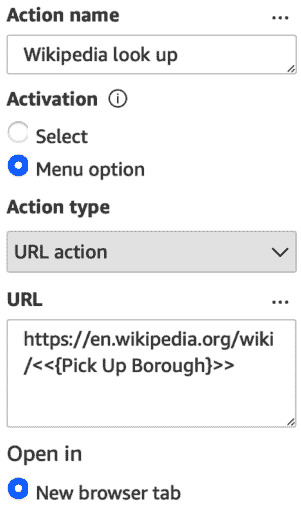 Action name
Wikipedia look up
Activation
Select
Menu option
Action type
URL action
URL
https://en.wikipedia.org/wiki
/<<{Pick Up Borough}>>
Open in
New browser tab